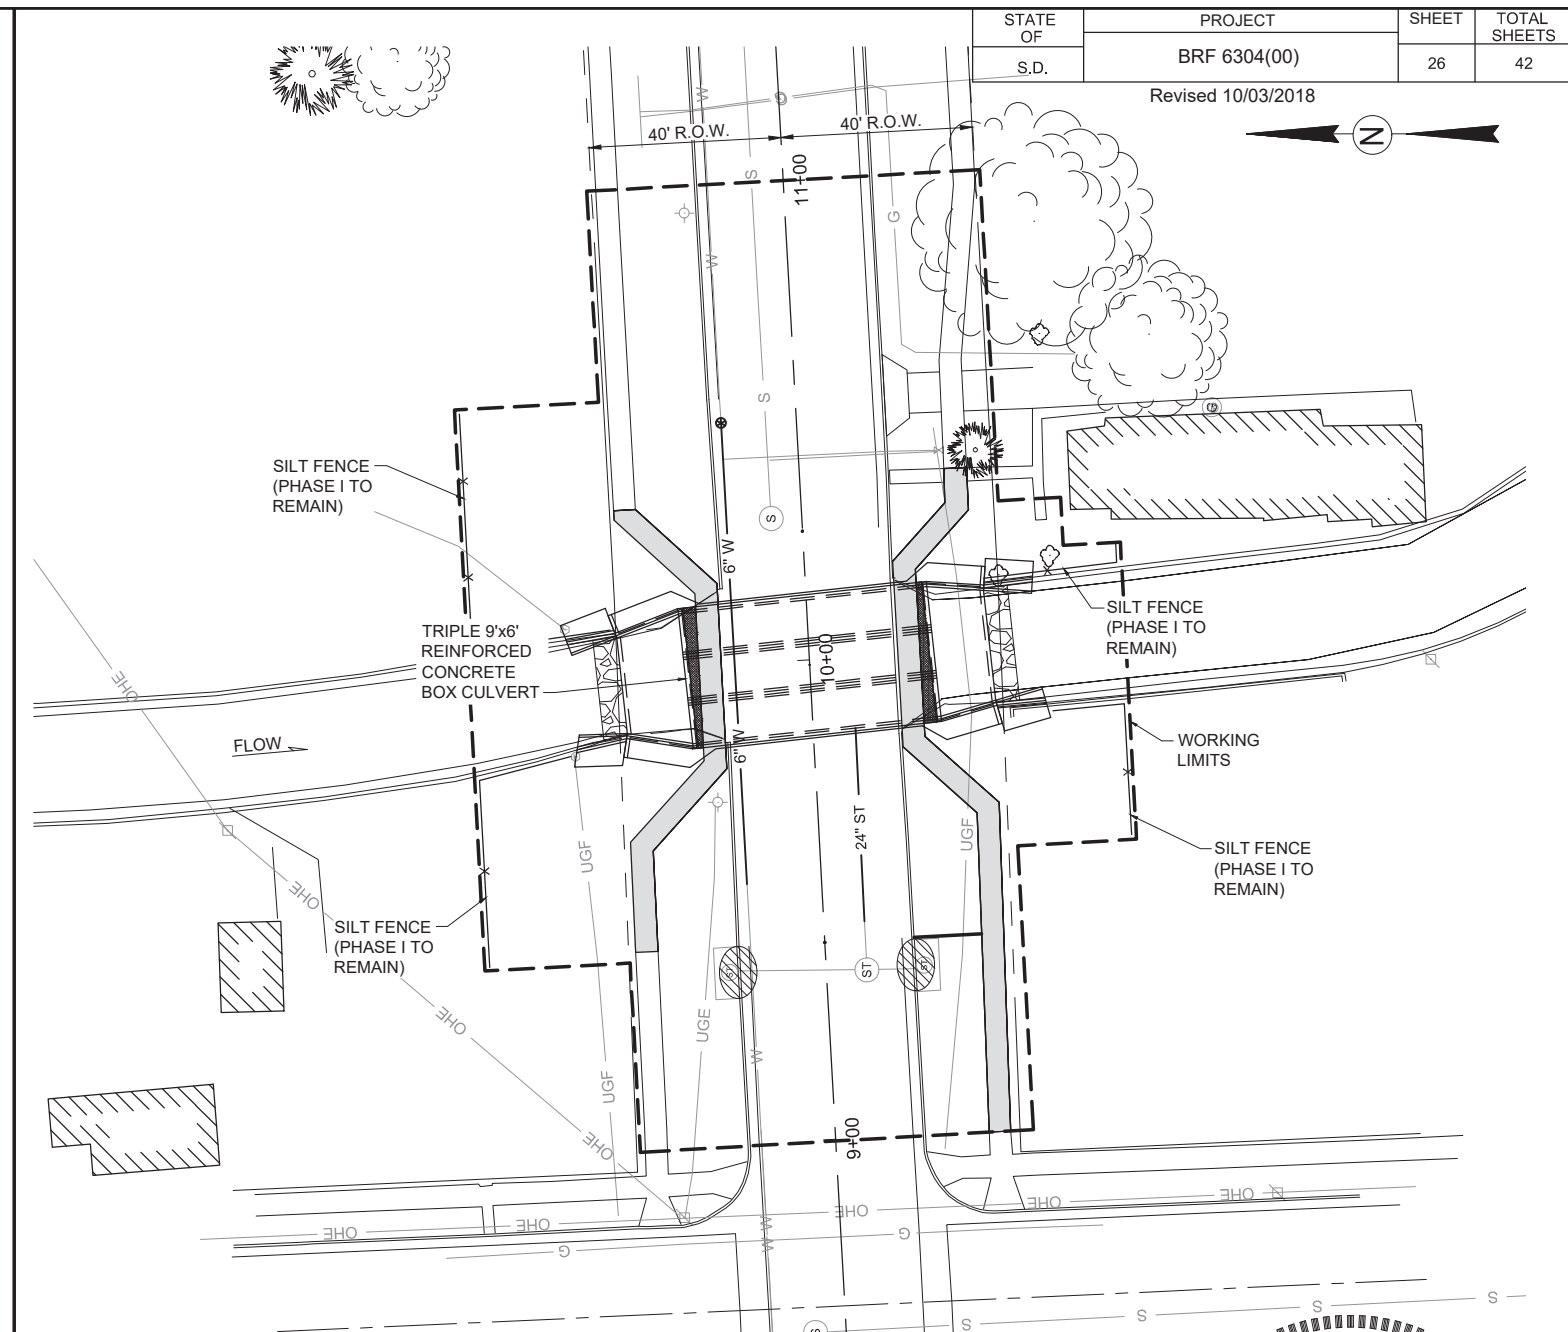 STATE OF
PROJECT
SHEET
TOTAL SHEETS
S.D.
BRF 6304(00)
26
42
Revised 10/03/2018
N
40' R.O.W.
40' R.O.W.
W
G
S
11+00
G
W
S
G
SILT FENCE
(PHASE I TO
REMAIN)
S
6" W
TRIPLE 9'x6'
REINFORCED
CONCRETE
BOX CULVERT
10+00
SILT FENCE
(PHASE I TO
REMAIN)
OHE
FLOW
6" W
WORKING
LIMITS
24" ST
UGF
UGF
SILT FENCE
(PHASE I TO
REMAIN)
OHE
SILT FENCE
(PHASE I TO
REMAIN)
ST
ST
ST
OHE
UGE
W
UGF
OHE
9+00
OHE
OHE
OHE
OHE
OHE
W
W
G
G
S
S
S
S
S